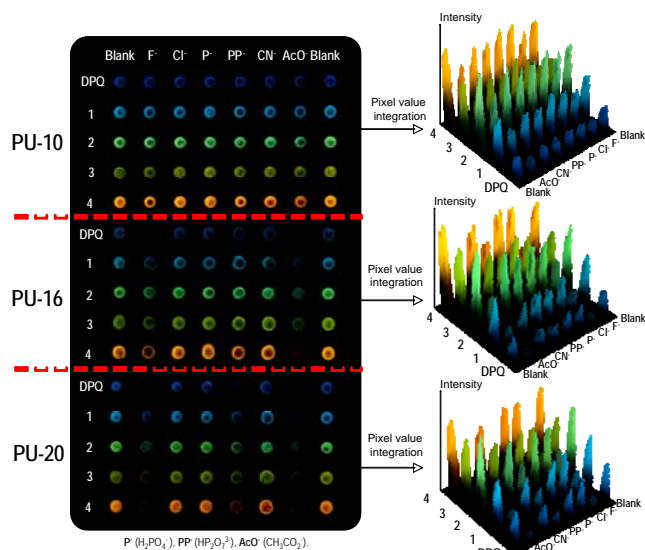 Blank F⁻ Cl⁻ P⁻ PP⁻ CN⁻ AcO⁻ Blank
PU-10
DPQ
1
2
3
4
PU-16
DPQ
1
2
3
4
PU-20
DPQ
1
2
3
4
P⁻ (H₂PO₄⁻), PP⁻ (HP₂O₇³⁻), AcO⁻ (CH₃CO₂⁻).
Pixel value
integration
Intensity
4
3
2
1
DPQ
Blank
AcO⁻
CN⁻
PP⁻
P⁻
Cl⁻
F⁻
Blank
Pixel value
integration
Intensity
4
3
2
1
DPQ
Blank
AcO⁻
CN⁻
PP⁻
P⁻
Cl⁻
F⁻
Blank
Pixel value
integration
Intensity
4
3
2
1
DPQ
Blank
AcO⁻
CN⁻
PP⁻
P⁻
Cl⁻
F⁻
Blank